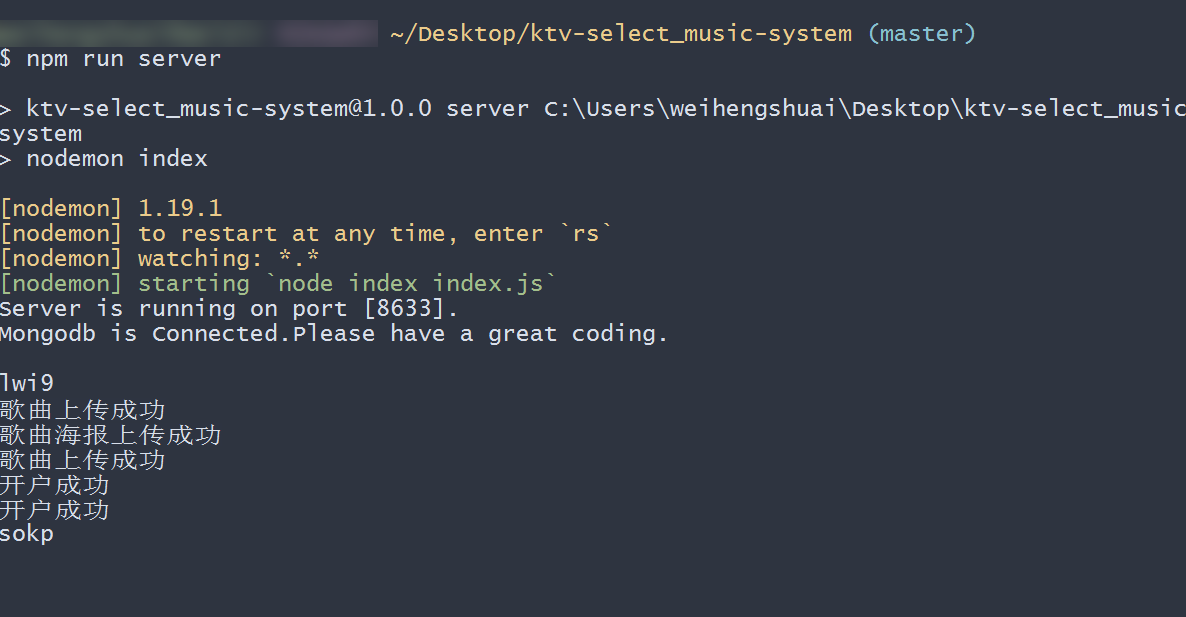 ~/Desktop/ktv-select_music-system (master)
$ npm run server
> ktv-select_music-system@1.0.0 server C:\Users\weihengshuai\Desktop\ktv-select_music
system
> nodemon index
[nodemon] 1.19.1
[nodemon] to restart at any time, enter `rs`
[nodemon] watching: *.*
[nodemon] starting `node index index.js`
Server is running on port [8633].
Mongodb is Connected.Please have a great coding.
lwi9
歌曲上传成功
歌曲海报上传成功
歌曲上传成功
开户成功
开户成功
sokp